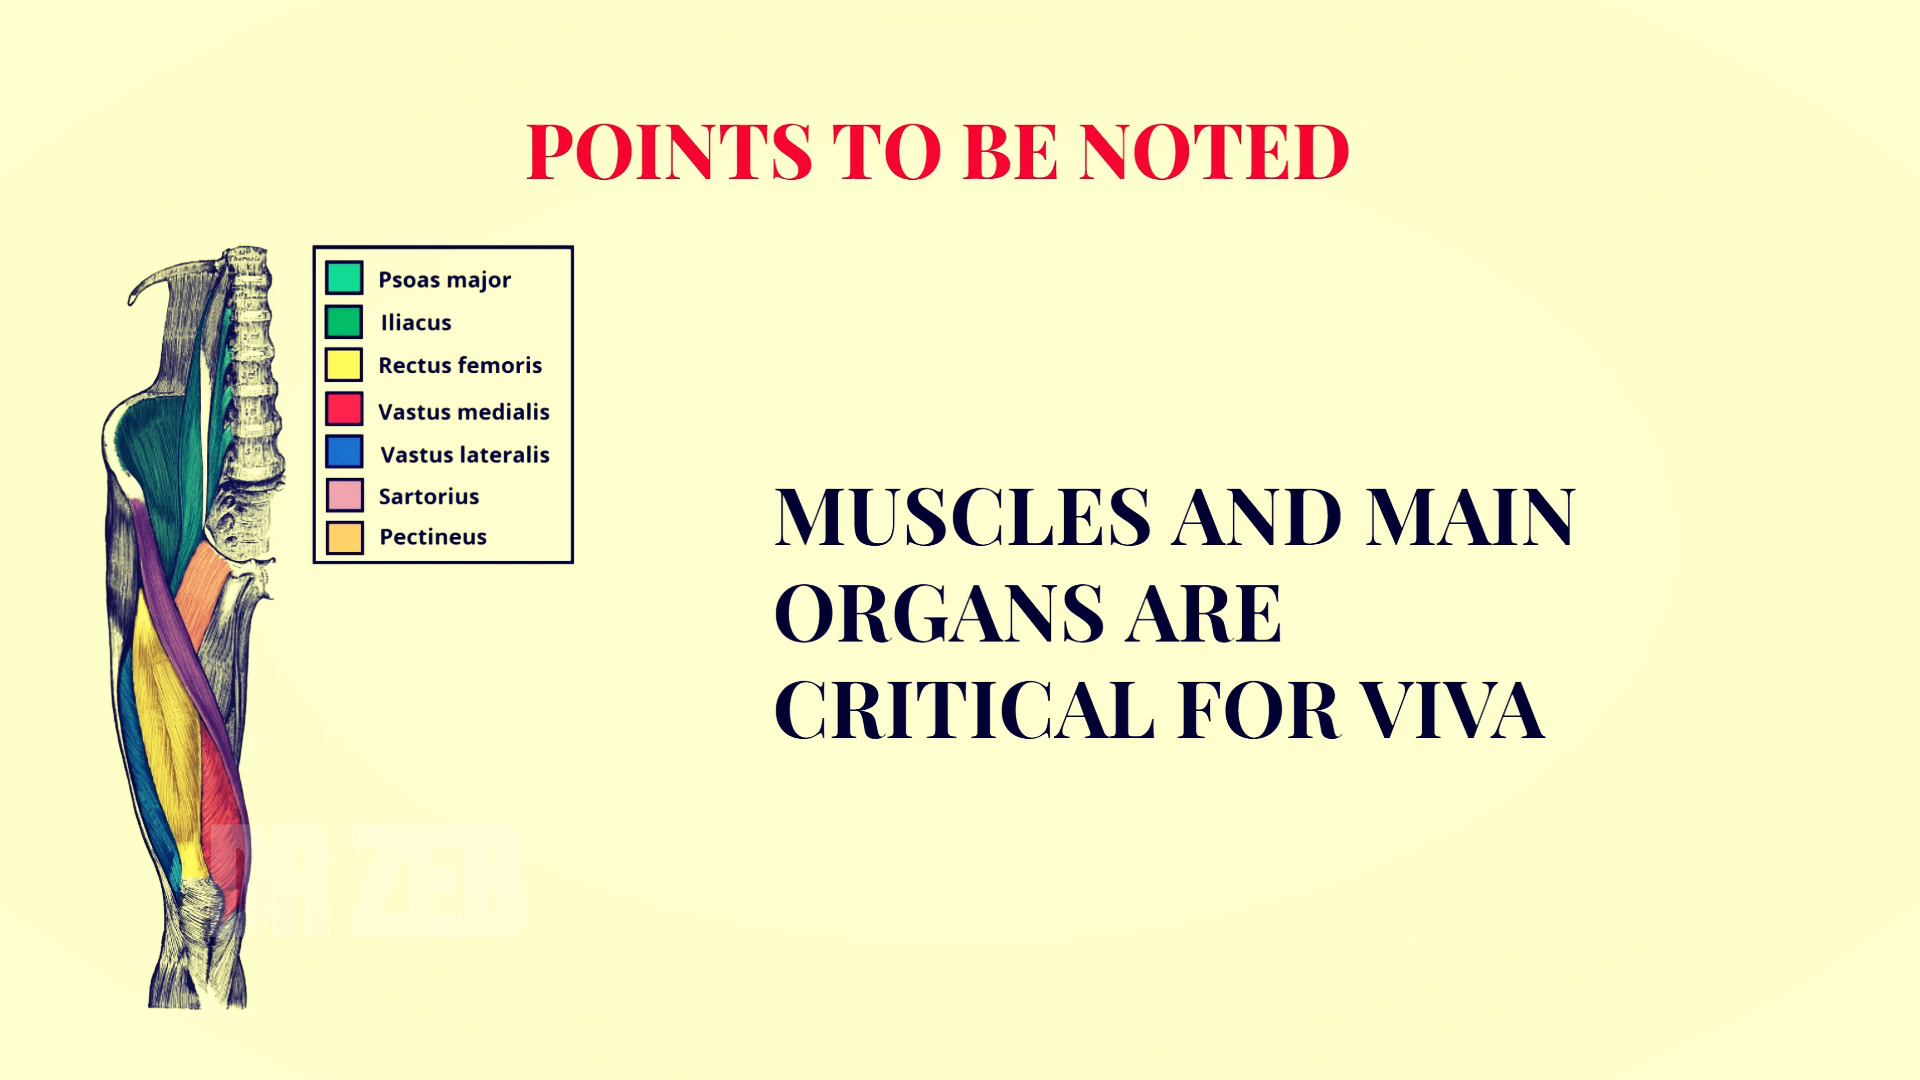 POINTS TO BE NOTED
Psoas major
Iliacus
Rectus femoris
Vastus medialis
Vastus lateralis
Sartorius
Pectineus
MUSCLES AND MAIN
ORGANS ARE
CRITICAL FOR VIVA
ZEB